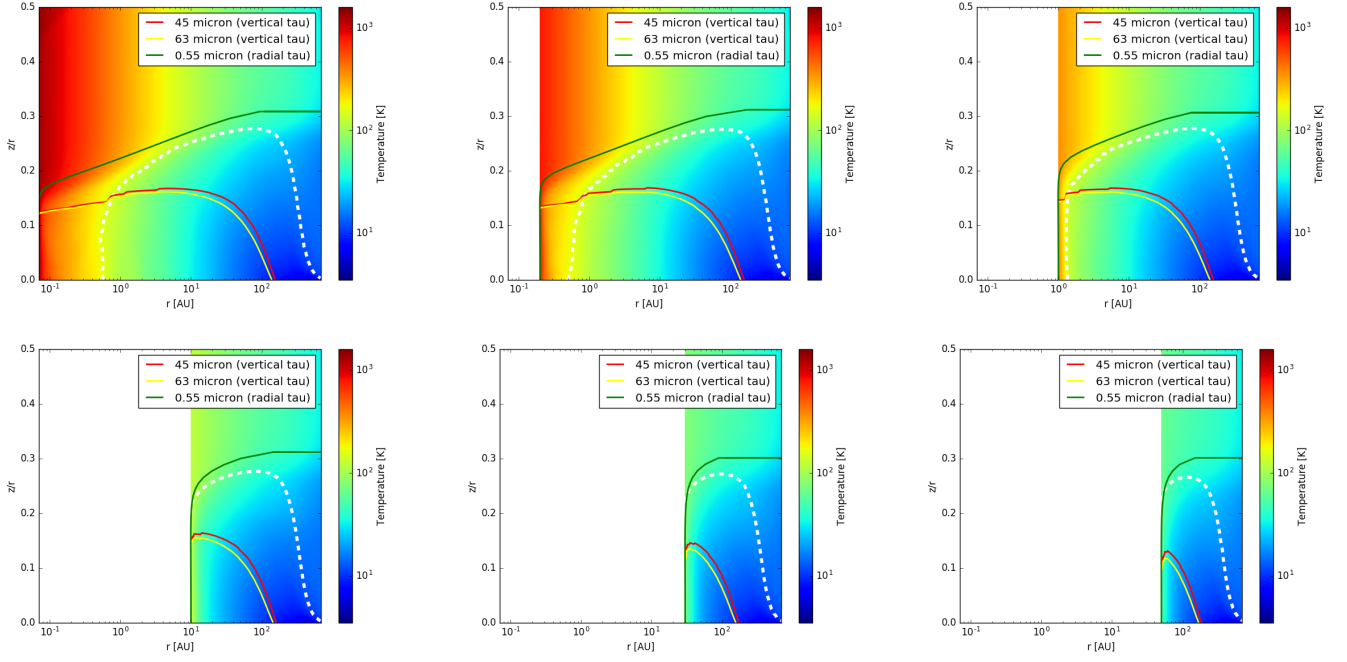 0.5
0.4
0.3
0.2
0.1
0.0
z/r
10⁻¹
10⁰
10¹
10²
r [AU]
45 micron (vertical tau)
63 micron (vertical tau)
0.55 micron (radial tau)
10³
10²
10¹
Temperature [K]
0.5
0.4
0.3
0.2
0.1
0.0
z/r
10⁻¹
10⁰
10¹
10²
r [AU]
45 micron (vertical tau)
63 micron (vertical tau)
0.55 micron (radial tau)
10³
10²
10¹
Temperature [K]
0.5
0.4
0.3
0.2
0.1
0.0
z/r
10⁻¹
10⁰
10¹
10²
r [AU]
45 micron (vertical tau)
63 micron (vertical tau)
0.55 micron (radial tau)
10³
10²
10¹
Temperature [K]
0.5
0.4
0.3
0.2
0.1
0.0
z/r
10⁻¹
10⁰
10¹
10²
r [AU]
45 micron (vertical tau)
63 micron (vertical tau)
0.55 micron (radial tau)
10³
10²
10¹
Temperature [K]
0.5
0.4
0.3
0.2
0.1
0.0
z/r
10⁻¹
10⁰
10¹
10²
r [AU]
45 micron (vertical tau)
63 micron (vertical tau)
0.55 micron (radial tau)
10³
10²
10¹
Temperature [K]
0.5
0.4
0.3
0.2
0.1
0.0
z/r
10⁻¹
10⁰
10¹
10²
r [AU]
45 micron (vertical tau)
63 micron (vertical tau)
0.55 micron (radial tau)
10³
10²
10¹
Temperature [K]